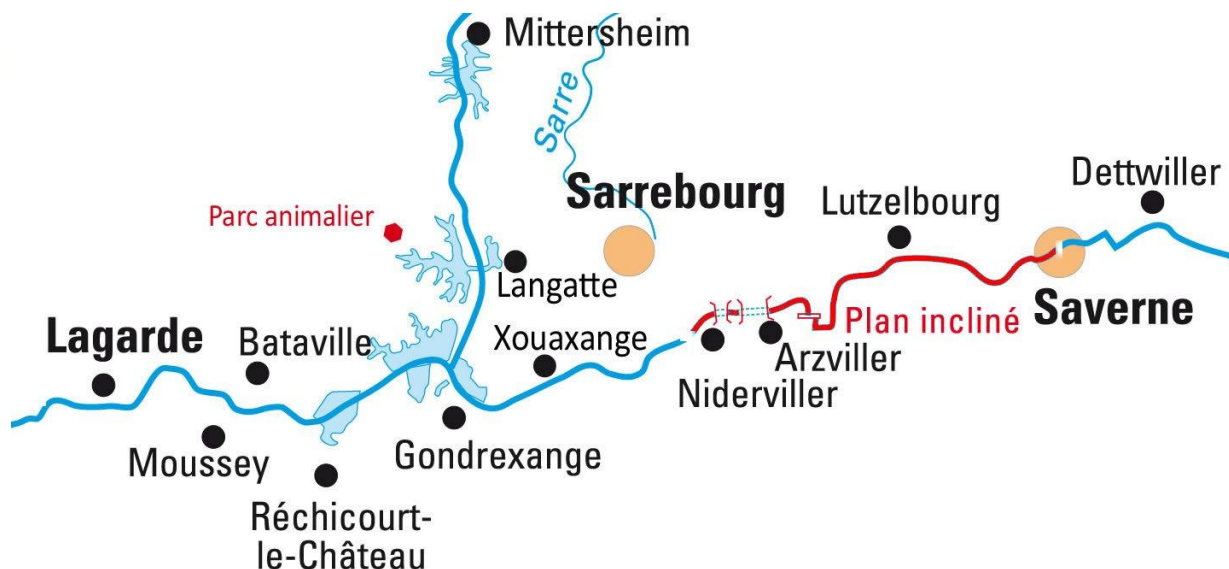 Mittersheim
Sarre
Dettwiller
Sarrebourg
Lutzelbourg
Parc animalier
Langatte
Saverne
Plan incliné
Lagarde
Bataville
Xouaxange
Arzviller
Niderviller
Moussey
Gondrexange
Réchicourt-
le-Château